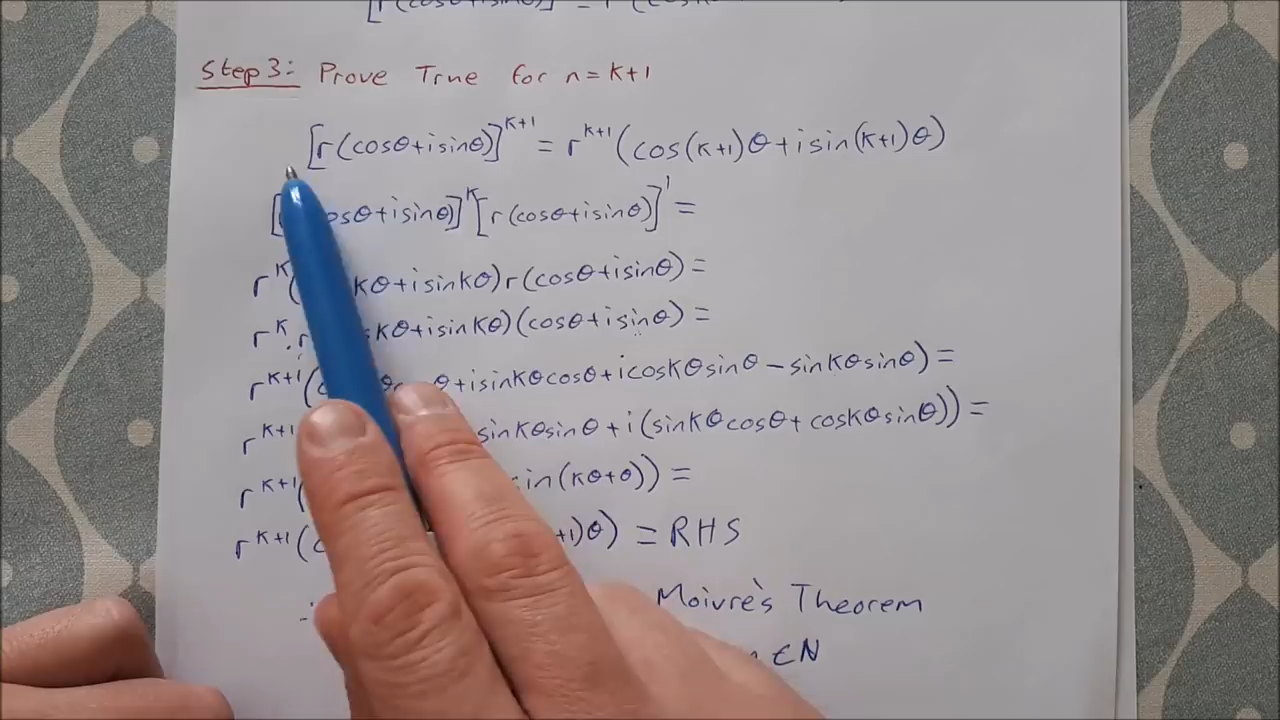 Step 3: Prove True for n = k+1
[r(cosθ+isinθ)]^{k+1} = r^{k+1}(cos(k+1)θ+isin(k+1)θ)
[ osθ+isinθ)]^k [r(cosθ+isinθ)]^1 =
r^k( kθ+isinkθ)r(cosθ+isinθ) =
r^k.r skθ+isinkθ)(cosθ+isinθ) =
r^{k+1}(c θ+isinkθcosθ+icoskθsinθ-sinkθsinθ) =
r^{k+1} sinkθsinθ+i(sinkθcosθ+coskθsinθ)) =
r^{k+1}( sin(kθ+θ)) =
r^{k+1}(c +1)θ) = RHS
Moivre's Theorem
∈N